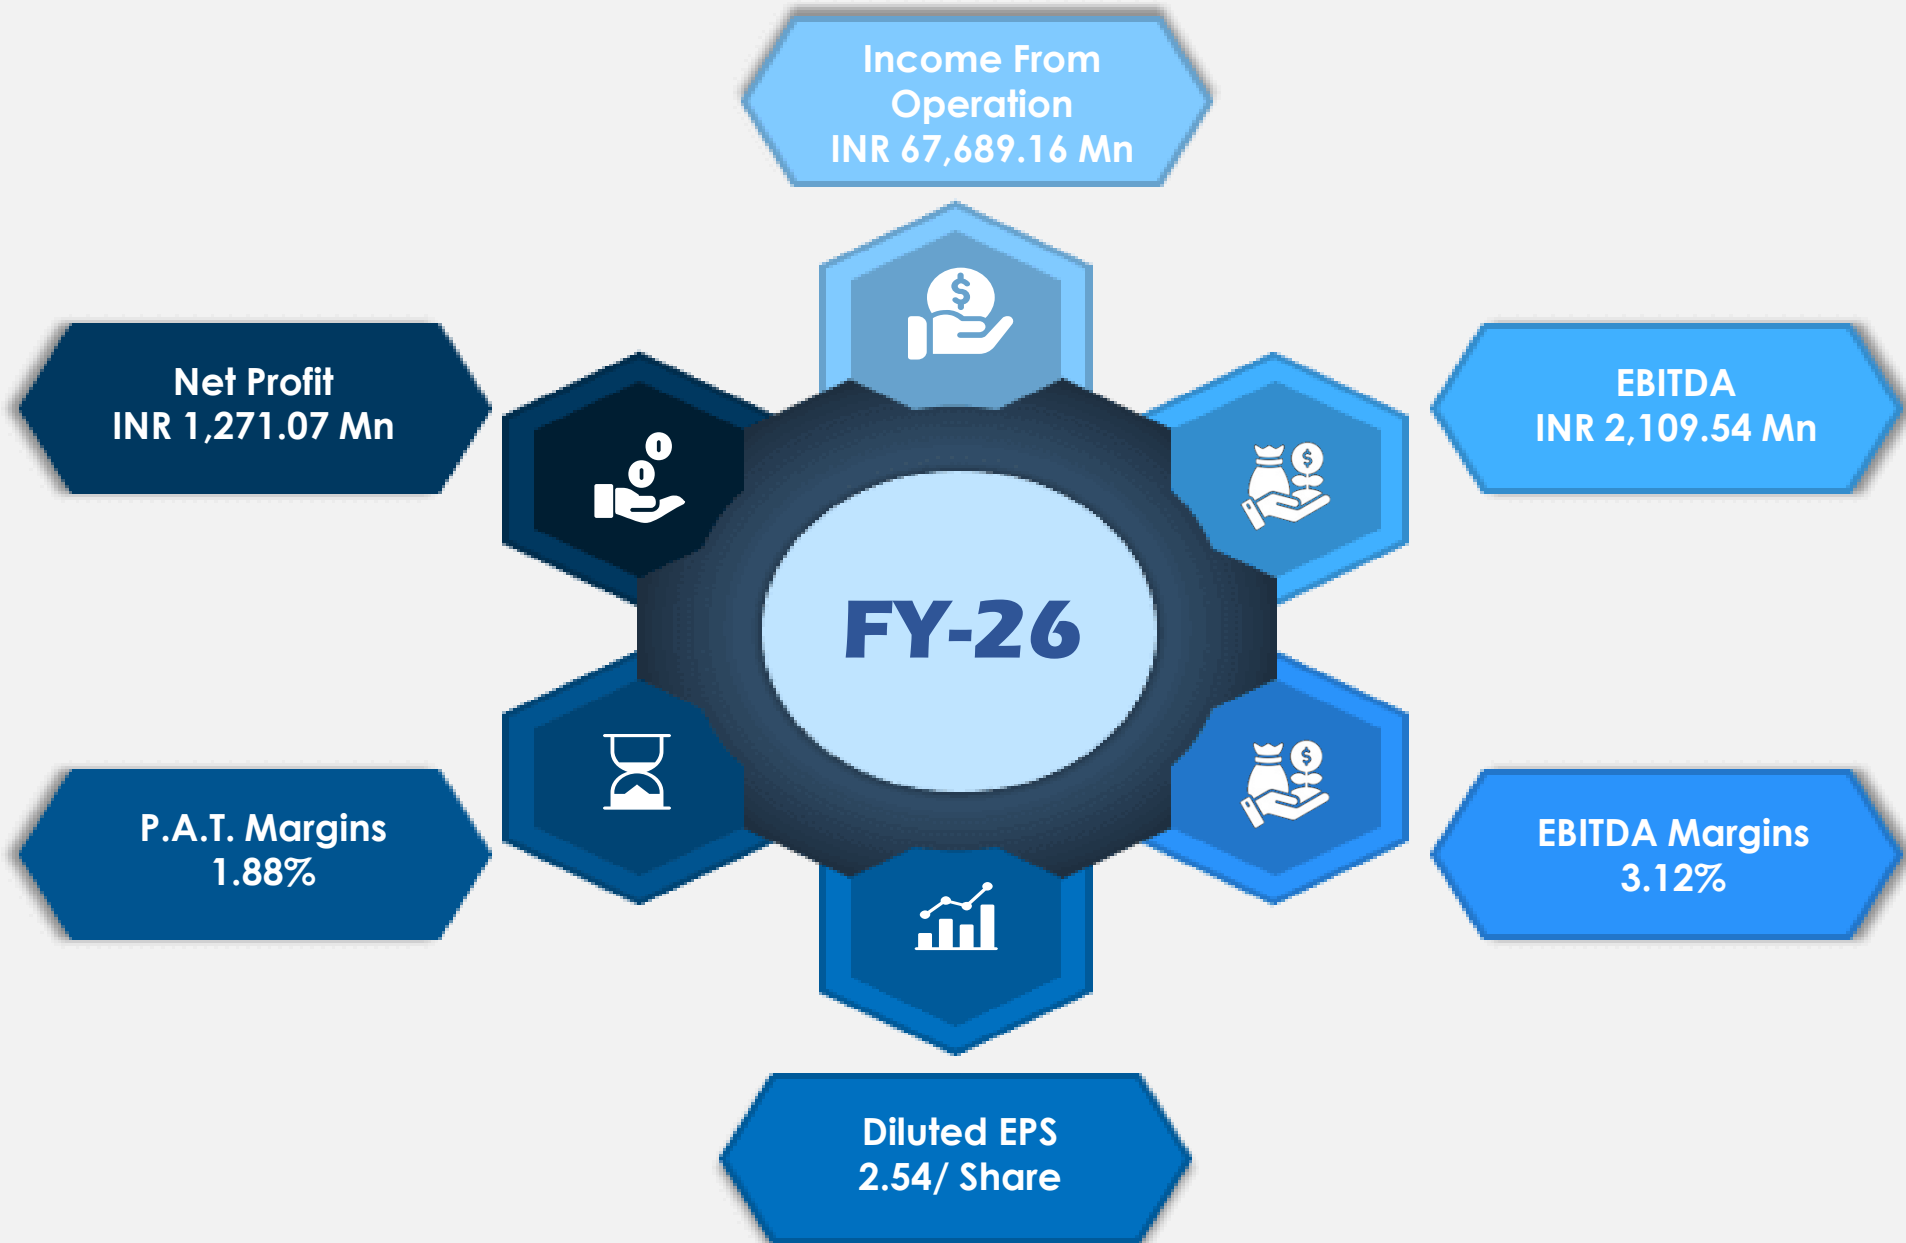 Income From
Operation
INR 67,689.16 Mn
Net Profit
INR 1,271.07 Mn
EBITDA
INR 2,109.54 Mn
FY-26
P.A.T. Margins
1.88%
EBITDA Margins
3.12%
Diluted EPS
2.54/ Share